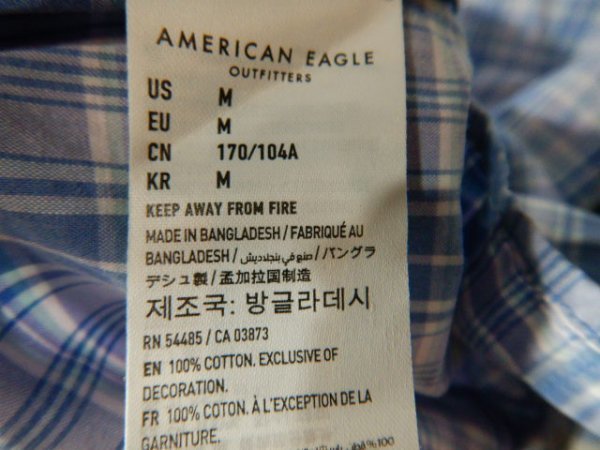 AMERICAN EAGLE
OUTFITTERS
US M
EU M
CN 170/104A
KR M
KEEP AWAY FROM FIRE
MADE IN BANGLADESH / FABRIQUÉ AU
BANGLADESH / صنع في بنجلاديش / バングラ
デシュ製 / 孟加拉国制造
제조국: 방글라데시
RN 54485 / CA 03873
EN 100% COTTON. EXCLUSIVE OF
DECORATION.
FR 100% COTON. À L'EXCEPTION DE LA
GARNITURE.